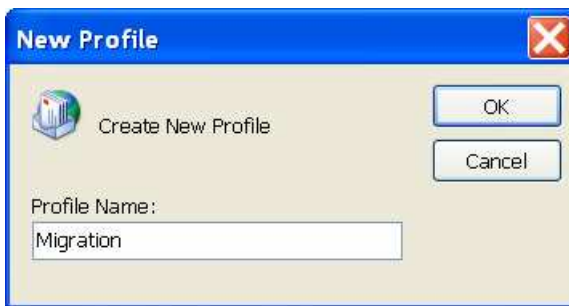 New Profile
Create New Profile
OK
Cancel
Profile Name:
Migration